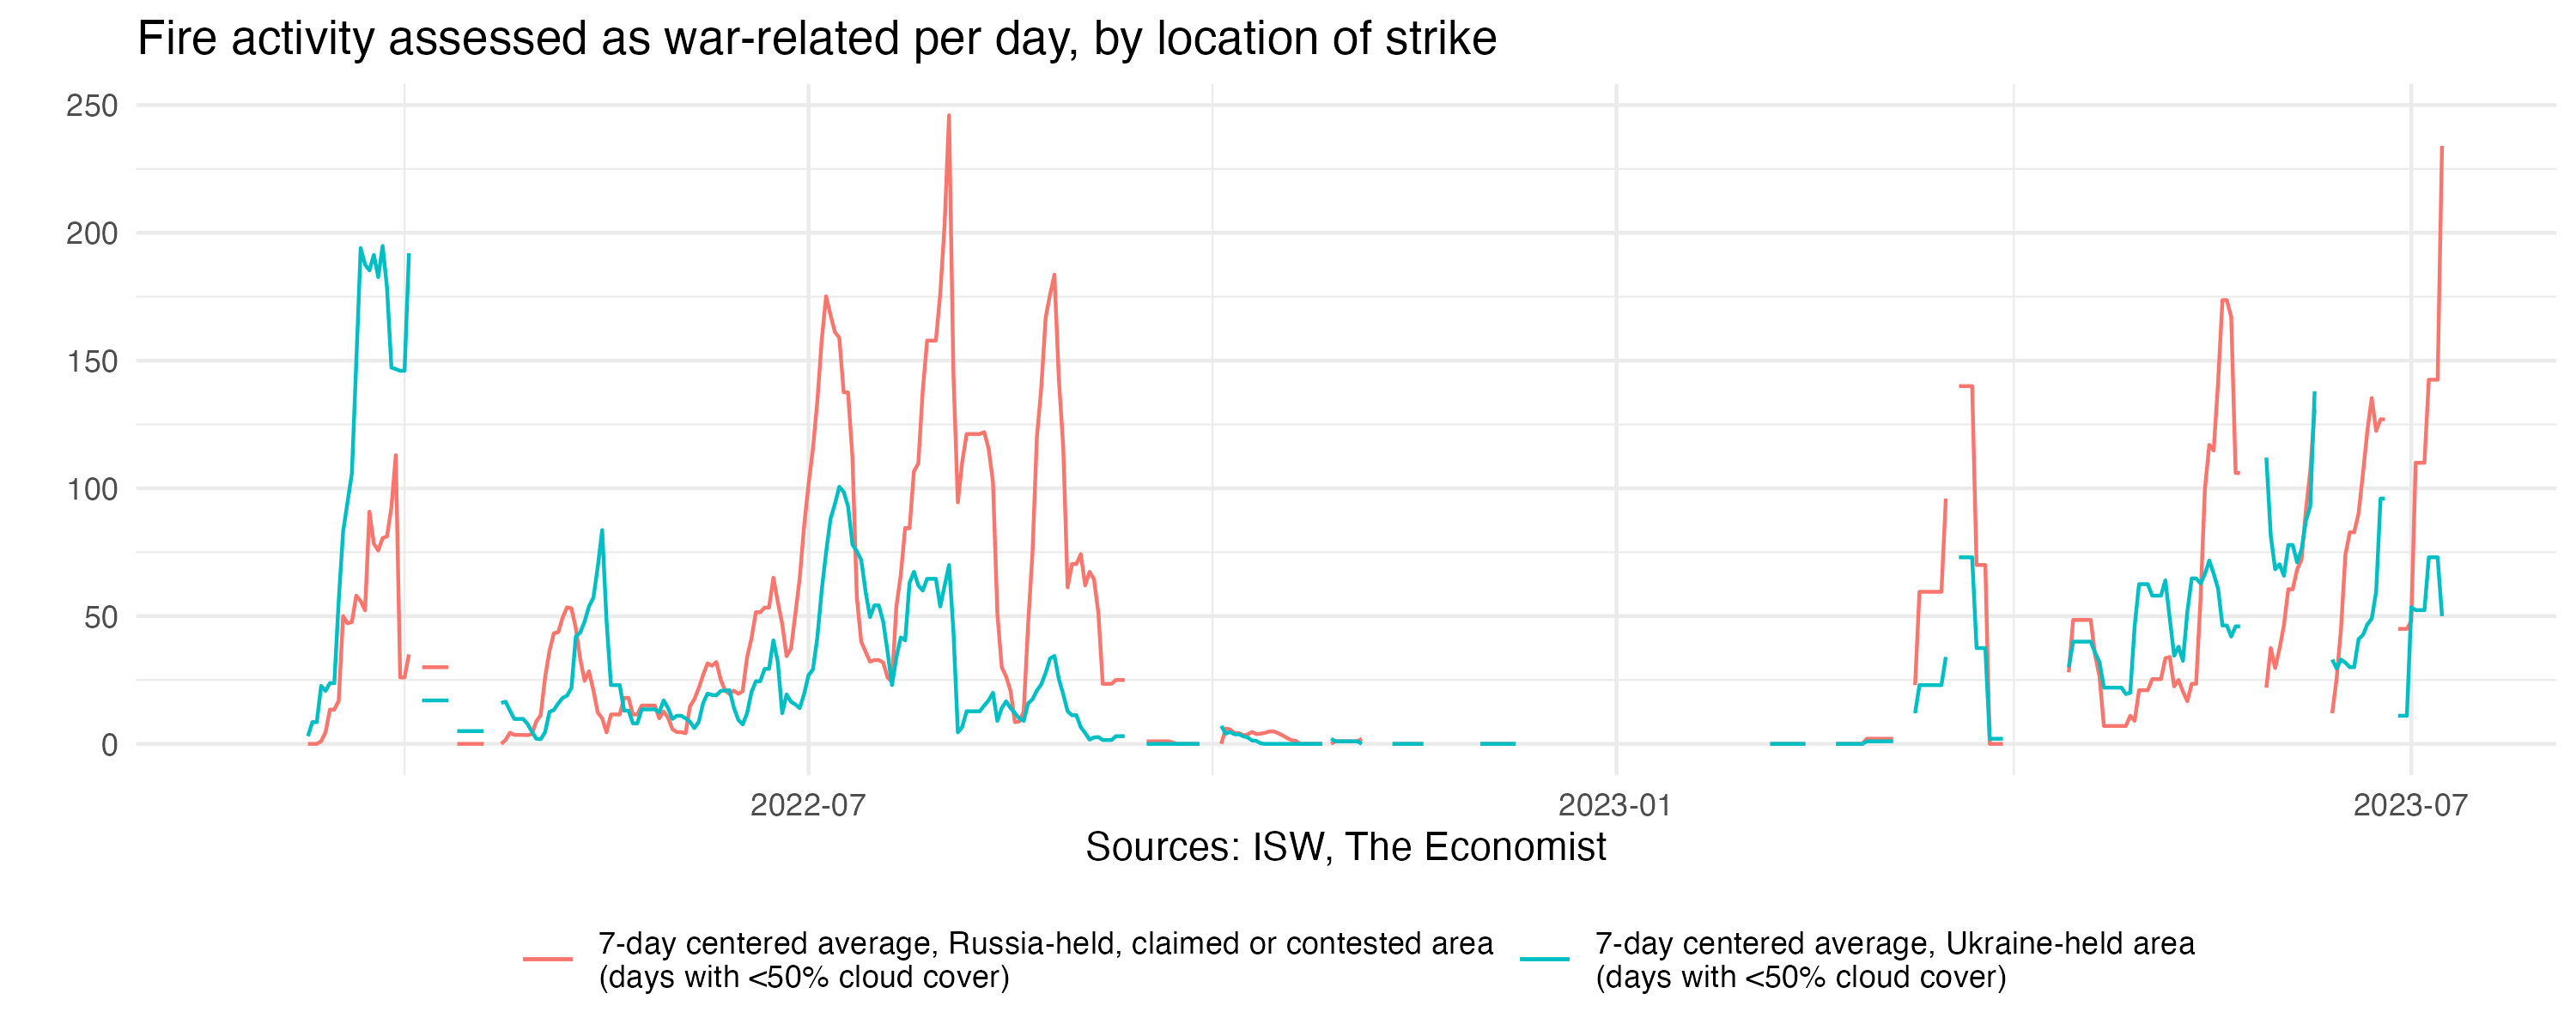 Fire activity assessed as war-related per day, by location of strike
250
200
150
100
50
0
2022-07
2023-01
2023-07
Sources: ISW, The Economist
7-day centered average, Russia-held, claimed or contested area
(days with <50% cloud cover)
7-day centered average, Ukraine-held area
(days with <50% cloud cover)